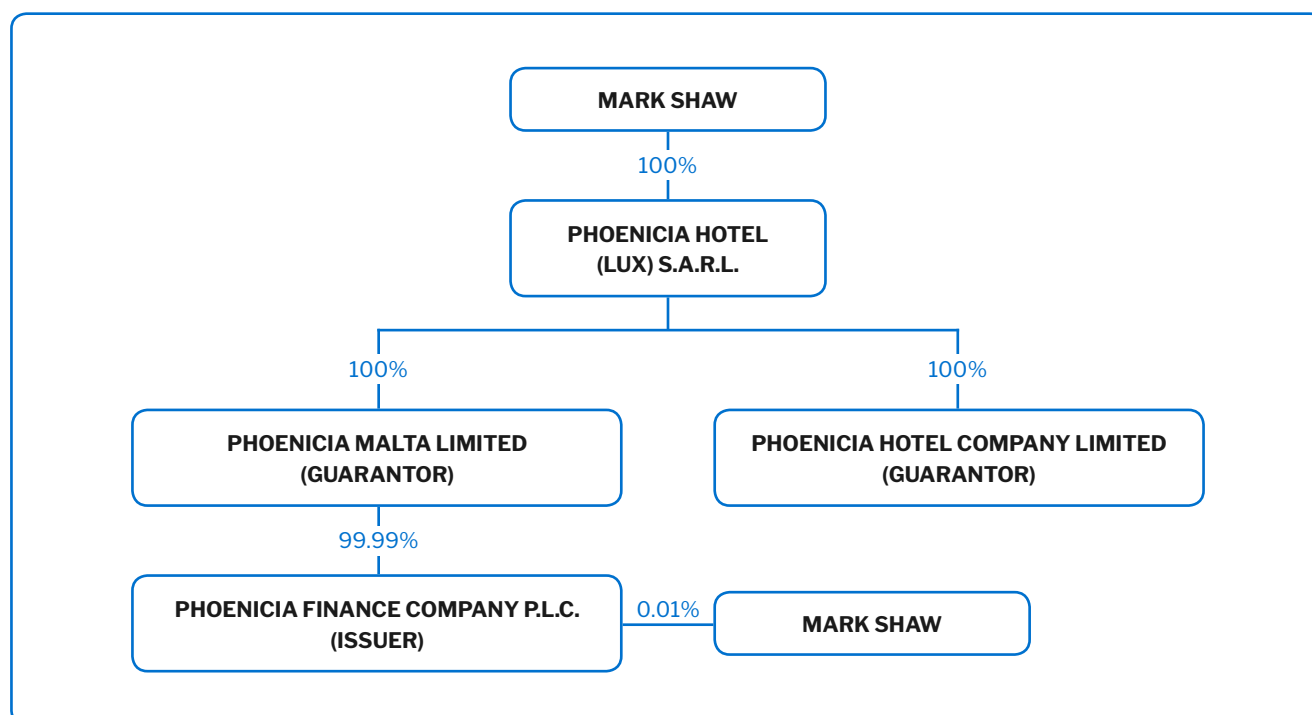 MARK SHAW
100%
PHOENICIA HOTEL
(LUX) S.A.R.L.
100%
100%
PHOENICIA MALTA LIMITED
(GUARANTOR)
PHOENICIA HOTEL COMPANY LIMITED
(GUARANTOR)
99.99%
PHOENICIA FINANCE COMPANY P.L.C.
(ISSUER)
0.01%
MARK SHAW